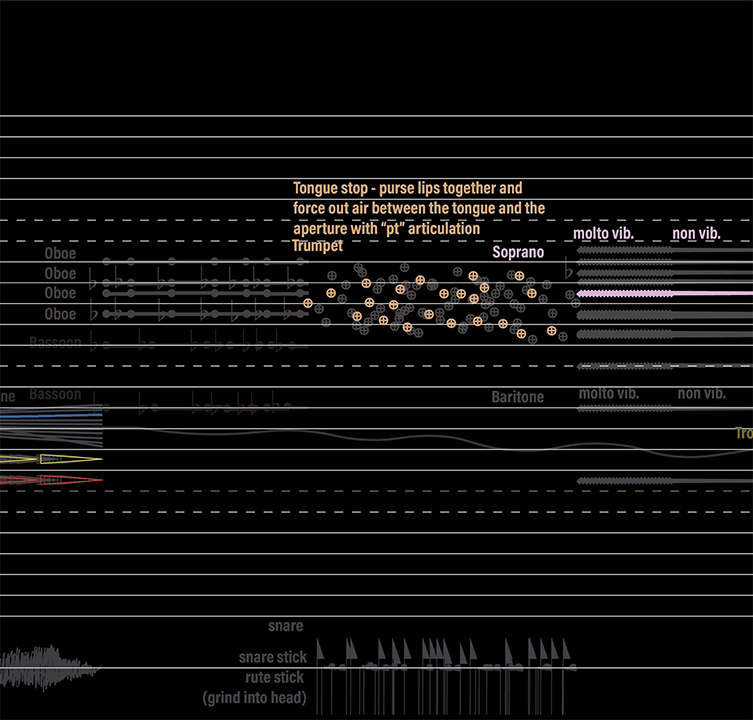 Tongue stop - purse lips together and
force out air between the tongue and the
aperture with “pt” articulation
Trumpet
Oboe
Oboe
Oboe
Oboe
Bassoon
Soprano
molto vib.
non vib.
ne
Bassoon
Baritone
molto vib.
non vib.
Tro
snare
snare stick
rute stick
(grind into head)